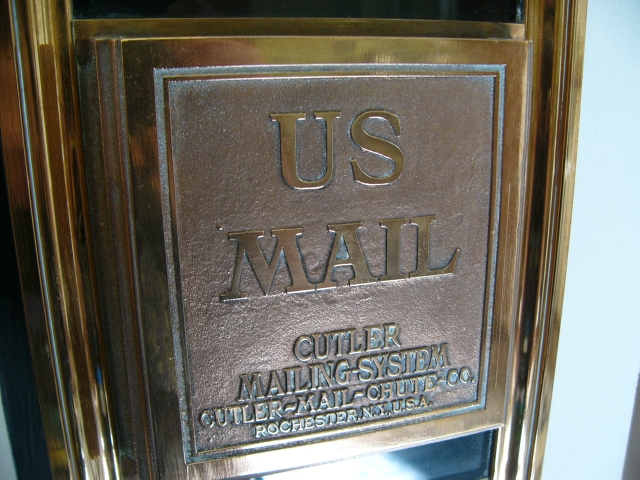 US
MAIL
CUTLER
MAILING-SYSTEM
CUTLER-MAIL-CHUTE-CO.
ROCHESTER, N.Y. U.S.A.